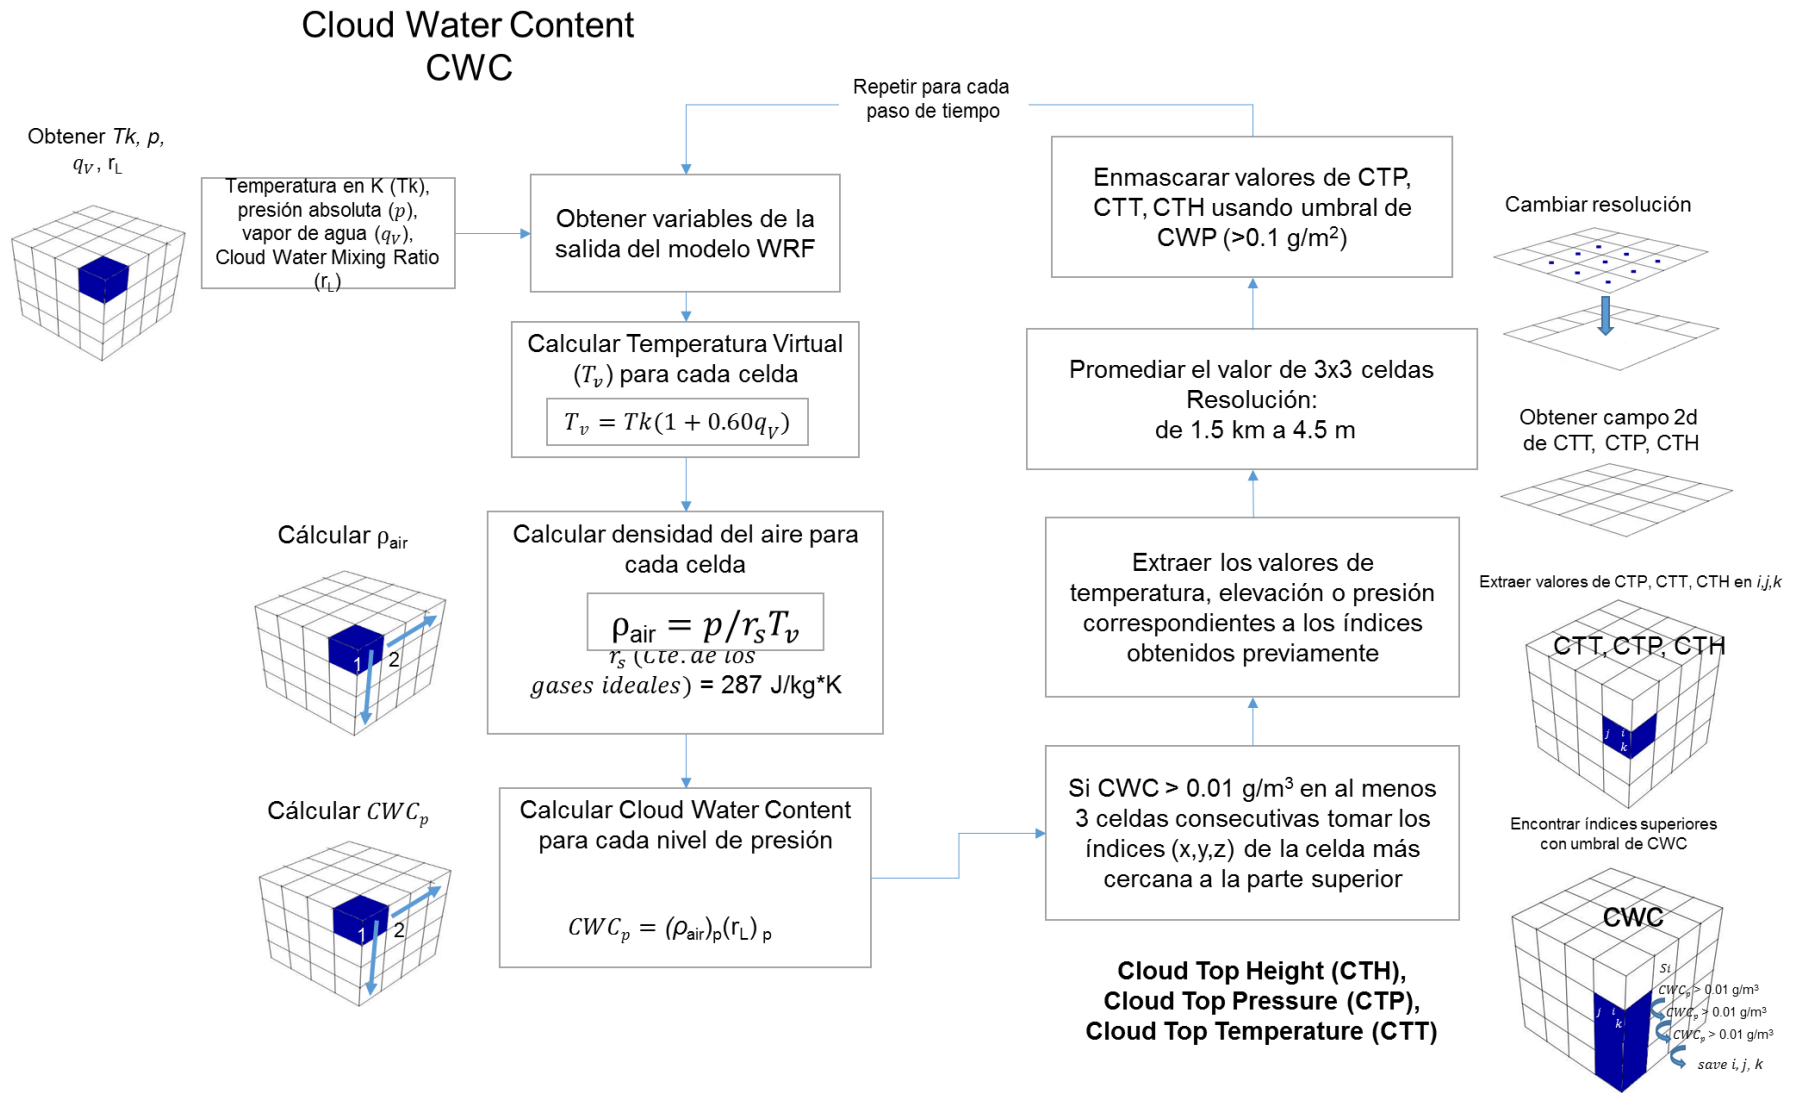 Cloud Water Content
CWC
Repetir para cada
paso de tiempo
Obtener Tk, p,
q_V, r_L
Temperatura en K (Tk),
presión absoluta (p),
vapor de agua (q_V),
Cloud Water Mixing Ratio
(r_L)
Obtener variables de la
salida del modelo WRF
Calcular Temperatura Virtual
(T_v) para cada celda
T_v = Tk(1 + 0.60q_V)
Cálcular ρ_air
1
2
Calcular densidad del aire para
cada celda
ρ_air = p/r_sT_v
r_s (Cte. de los
gases ideales) = 287 J/kg*K
Cálcular CWC_p
1
2
Calcular Cloud Water Content
para cada nivel de presión
CWC_p = (ρ_air)_p(r_L)_p
Enmascarar valores de CTP,
CTT, CTH usando umbral de
CWP (>0.1 g/m²)
Promediar el valor de 3x3 celdas
Resolución:
de 1.5 km a 4.5 m
Extraer los valores de
temperatura, elevación o presión
correspondientes a los índices
obtenidos previamente
Si CWC > 0.01 g/m³ en al menos
3 celdas consecutivas tomar los
índices (x,y,z) de la celda más
cercana a la parte superior
Cloud Top Height (CTH),
Cloud Top Pressure (CTP),
Cloud Top Temperature (CTT)
Cambiar resolución
Obtener campo 2d
de CTT, CTP, CTH
Extraer valores de CTP, CTT, CTH en i,j,k
CTT, CTP, CTH
j i
k
Encontrar índices superiores
con umbral de CWC
CWC
Si
CWC_p > 0.01 g/m³
j i
CWC_p > 0.01 g/m³
k
CWC_p > 0.01 g/m³
save i, j, k